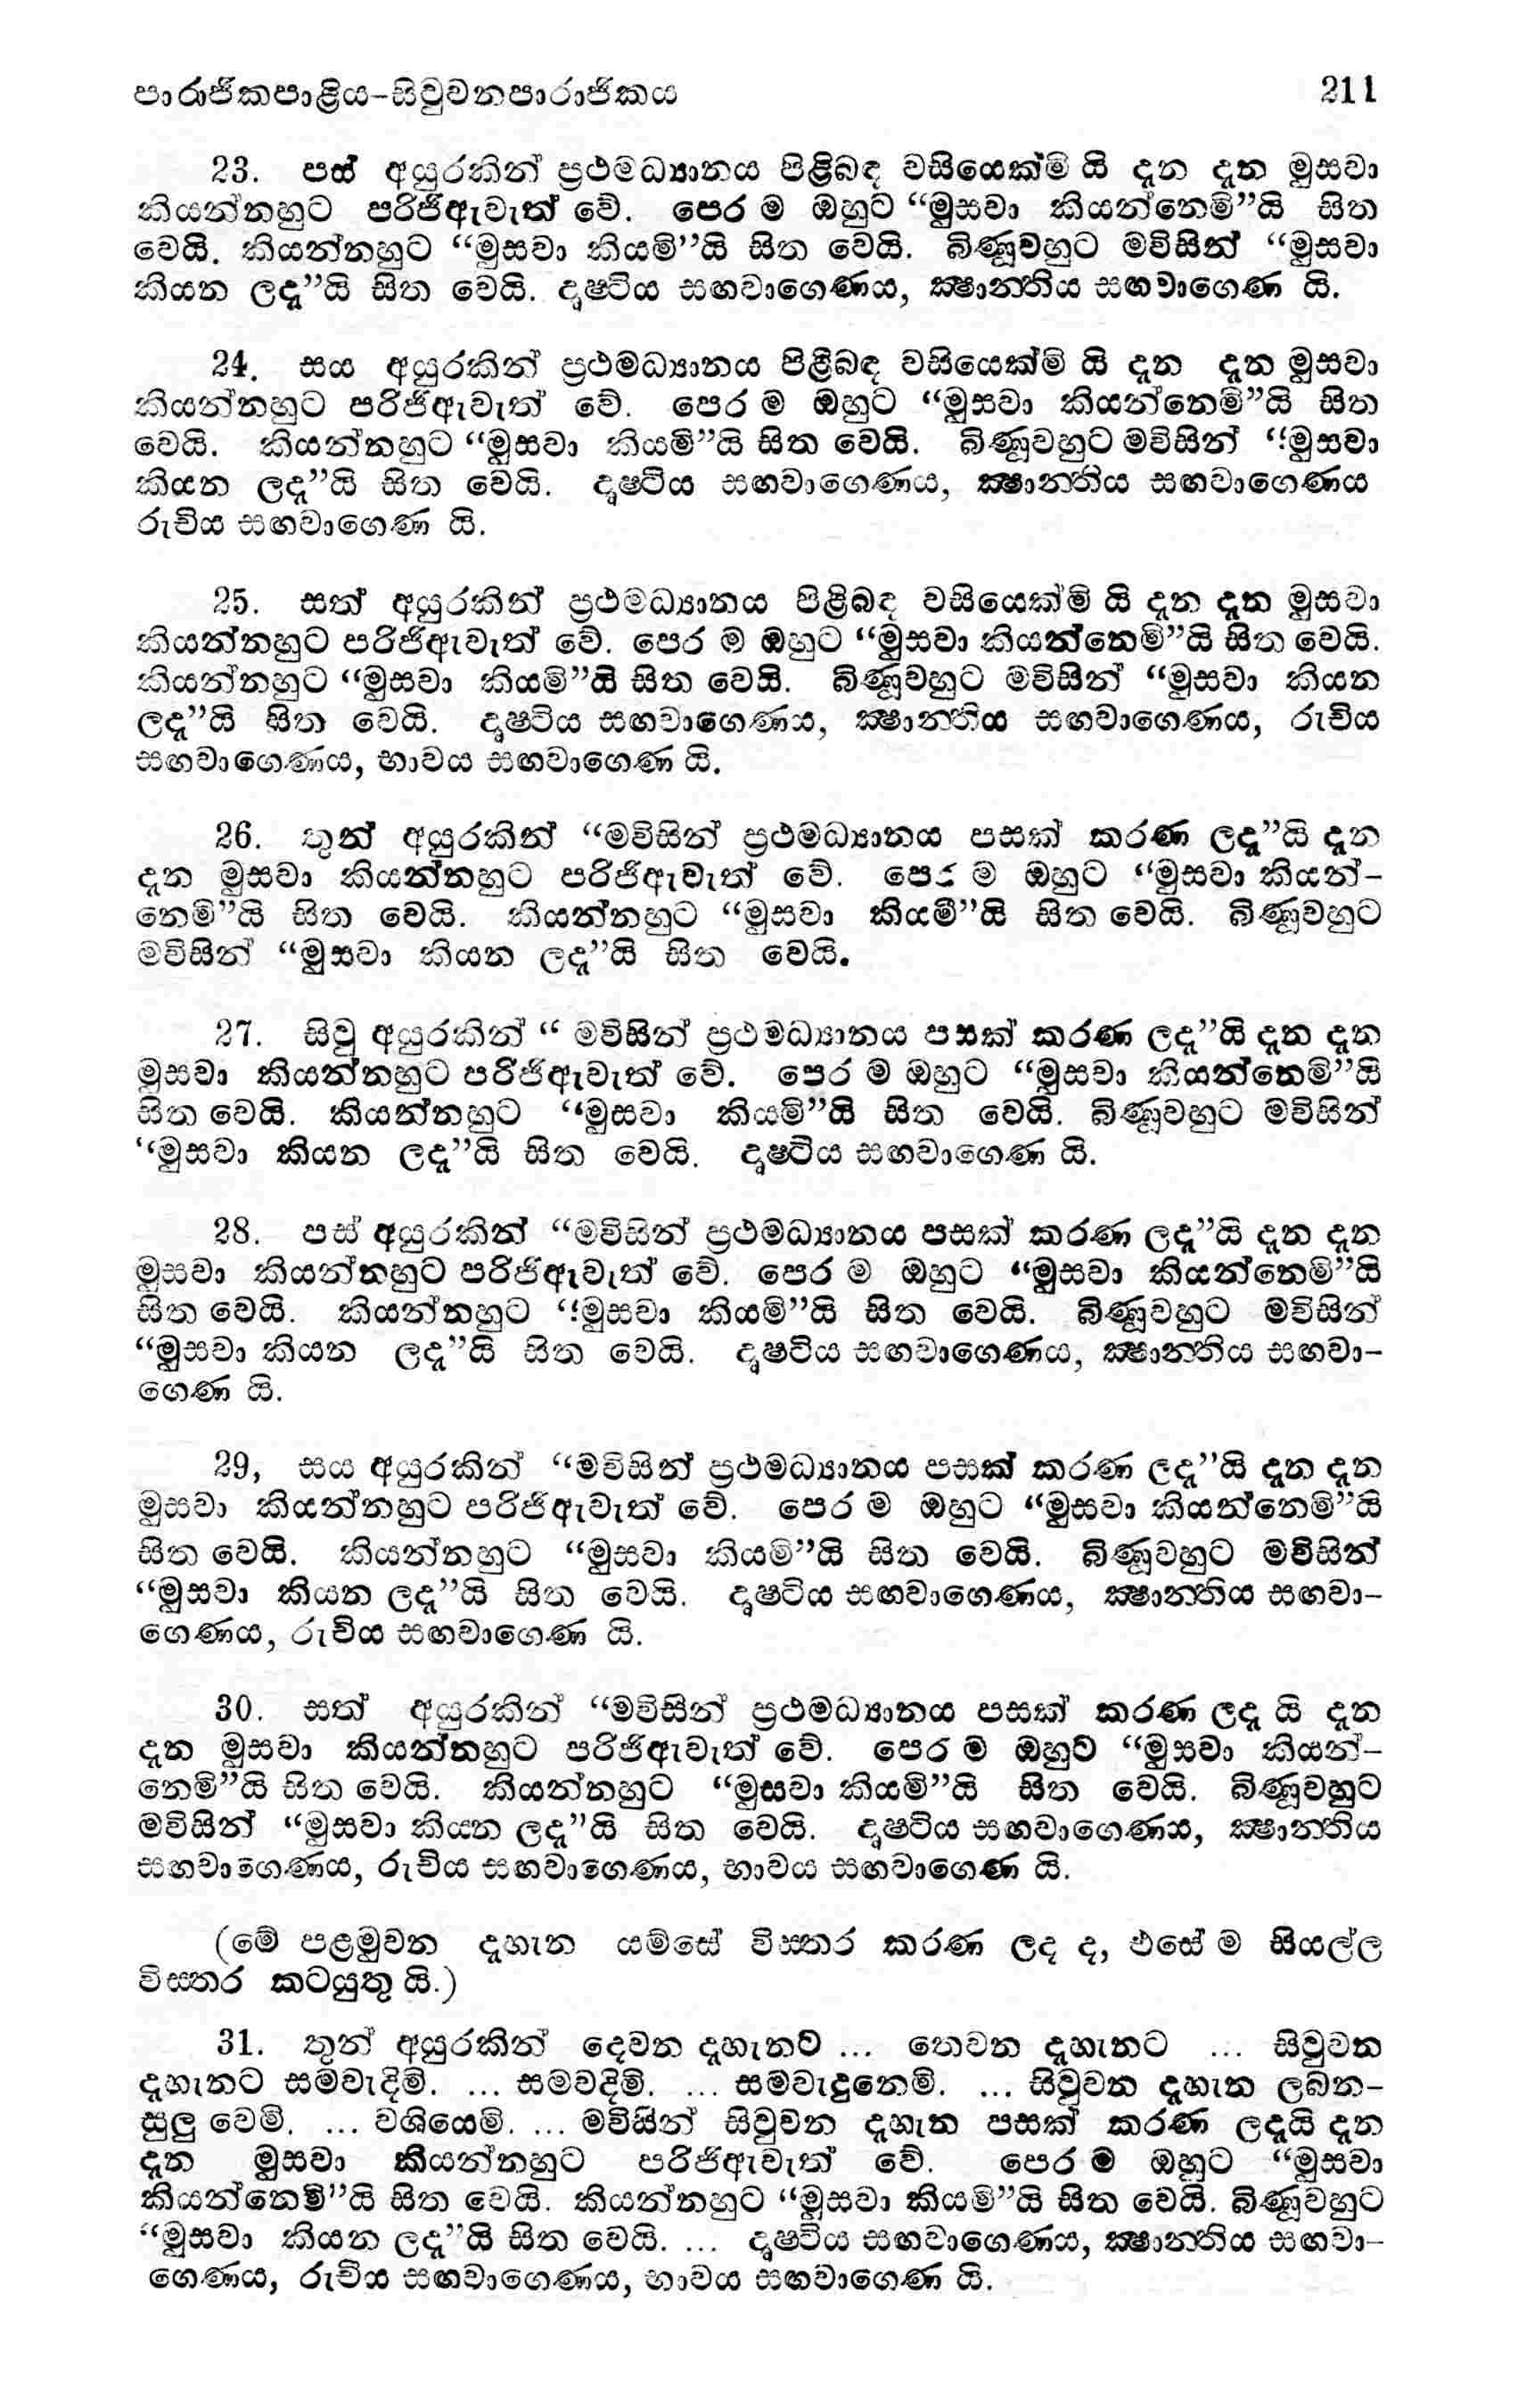 පාරාජිකපාළිය-සිවුවනපාරාජිකය 211
23. පස් අයුරකින් ප්‍රථමධ්‍යානය පිළිබඳ වසියෙක්මි යි දැන දැන මුසවා
කියන්නහුට පරිජිඇවැත් වේ. පෙර ම ඔහුට “මුසවා කියන්නෙමි”යි සිත
වෙයි. කියන්නහුට “මුසවා කියමි”යි සිත වෙයි. බිණූවහුට මවිසින් “මුසවා
කියන ලදැ”යි සිත වෙයි. දෘෂ්ටිය සඟවාගෙණය, ක්‍ෂාන්තිය සඟවාගෙණ යි.
24. සය අයුරකින් ප්‍රථමධ්‍යානය පිළිබඳ වසියෙක්මි යි දැන දැන මුසවා
කියන්නහුට පරිජිඇවැත් වේ. පෙර ම ඔහුට “මුසවා කියන්නෙමි”යි සිත
වෙයි. කියන්නහුට “මුසවා කියමි”යි සිත වෙයි. බිණූවහුට මවිසින් “මුසවා
කියන ලදැ”යි සිත වෙයි. දෘෂ්ටිය සඟවාගෙණය, ක්‍ෂාන්තිය සඟවාගෙණය
රුචිය සඟවාගෙණ යි.
25. සත් අයුරකින් ප්‍රථමධ්‍යානය පිළිබඳ වසියෙක්මි යි දැන දැන මුසවා
කියන්නහුට පරිජිඇවැත් වේ. පෙර ම ඔහුට “මුසවා කියන්නෙමි”යි සිත වෙයි.
කියන්නහුට “මුසවා කියමි”යි සිත වෙයි. බිණූවහුට මවිසින් “මුසවා කියන
ලදැ”යි සිත වෙයි. දෘෂ්ටිය සඟවාගෙණය, ක්‍ෂාන්තිය සඟවාගෙණය, රුචිය
සඟවාගෙණය, භාවය සඟවාගෙණ යි.
26. තුන් අයුරකින් “මවිසින් ප්‍රථමධ්‍යානය පසක් කරණ ලදැ”යි දැන
දැන මුසවා කියන්නහුට පරිජිඇවැත් වේ. පෙර ම ඔහුට “මුසවා කියන්-
නෙමි”යි සිත වෙයි. කියන්නහුට “මුසවා කියමි”යි සිත වෙයි. බිණූවහුට
මවිසින් “මුසවා කියන ලදැ”යි සිත වෙයි.
27. සිවු අයුරකින් “ මවිසින් ප්‍රථමධ්‍යානය පසක් කරණ ලදැ”යි දැන දැන
මුසවා කියන්නහුට පරිජිඇවැත් වේ. පෙර ම ඔහුට “මුසවා කියන්නෙමි”යි
සිත වෙයි. කියන්නහුට “මුසවා කියමි”යි සිත වෙයි. බිණූවහුට මවිසින්
“මුසවා කියන ලදැ”යි සිත වෙයි. දෘෂ්ටිය සඟවාගෙණ යි.
28. පස් අයුරකින් “මවිසින් ප්‍රථමධ්‍යානය පසක් කරණ ලදැ”යි දැන දැන
මුසවා කියන්නහුට පරිජිඇවැත් වේ. පෙර ම ඔහුට “මුසවා කියන්නෙමි”යි
සිත වෙයි. කියන්නහුට “මුසවා කියමි”යි සිත වෙයි. බිණූවහුට මවිසින්
“මුසවා කියන ලදැ”යි සිත වෙයි. දෘෂ්ටිය සඟවාගෙණය, ක්‍ෂාන්තිය සඟවා-
ගෙණ යි.
29, සය අයුරකින් “මවිසින් ප්‍රථමධ්‍යානය පසක් කරණ ලදැ”යි දැන දැන
මුසවා කියන්නහුට පරිජිඇවැත් වේ. පෙර ම ඔහුට “මුසවා කියන්නෙමි”යි
සිත වෙයි. කියන්නහුට “මුසවා කියමි”යි සිත වෙයි. බිණූවහුට මවිසින්
“මුසවා කියන ලදැ”යි සිත වෙයි. දෘෂ්ටිය සඟවාගෙණය, ක්‍ෂාන්තිය සඟවා-
ගෙණය, රුචිය සඟවාගෙණ යි.
30. සත් අයුරකින් “මවිසින් ප්‍රථමධ්‍යානය පසක් කරණ ලදැ යි දැන
දැන මුසවා කියන්නහුට පරිජිඇවැත් වේ. පෙර ම ඔහුට “මුසවා කියන්-
නෙමි”යි සිත වෙයි. කියන්නහුට “මුසවා කියමි”යි සිත වෙයි. බිණූවහුට
මවිසින් “මුසවා කියන ලදැ”යි සිත වෙයි. දෘෂ්ටිය සඟවාගෙණය, ක්‍ෂාන්තිය
සඟවාගෙණය, රුචිය සඟවාගෙණය, භාවය සඟවාගෙණ යි.
(මේ පළමුවන දැහැන යම්සේ විස්තර කරණ ලද ද, එසේ ම සියල්ල
විස්තර කටයුතු යි.)
31. තුන් අයුරකින් දෙවන දැහැනට ... තෙවන දැහැනට ... සිවුවන
දැහැනට සමවැදිමි. ... සමවදිමි. ... සමවැදුනෙමි. ... සිවුවන දැහැන ලබන-
සුලු වෙමි. ... වශියෙමි. ... මවිසින් සිවුවන දැහැන පසක් කරණ ලදැයි දැන
දැන මුසවා කියන්නහුට පරිජිඇවැත් වේ. පෙර ම ඔහුට “මුසවා
කියන්නෙමි”යි සිත වෙයි. කියන්නහුට “මුසවා කියමි”යි සිත වෙයි. බිණූවහුට
“මුසවා කියන ලදැ”යි සිත වෙයි. ... දෘෂ්ටිය සඟවාගෙණය, ක්‍ෂාන්තිය සඟවා-
ගෙණය, රුචිය සඟවාගෙණය, භාවය සඟවාගෙණ යි.